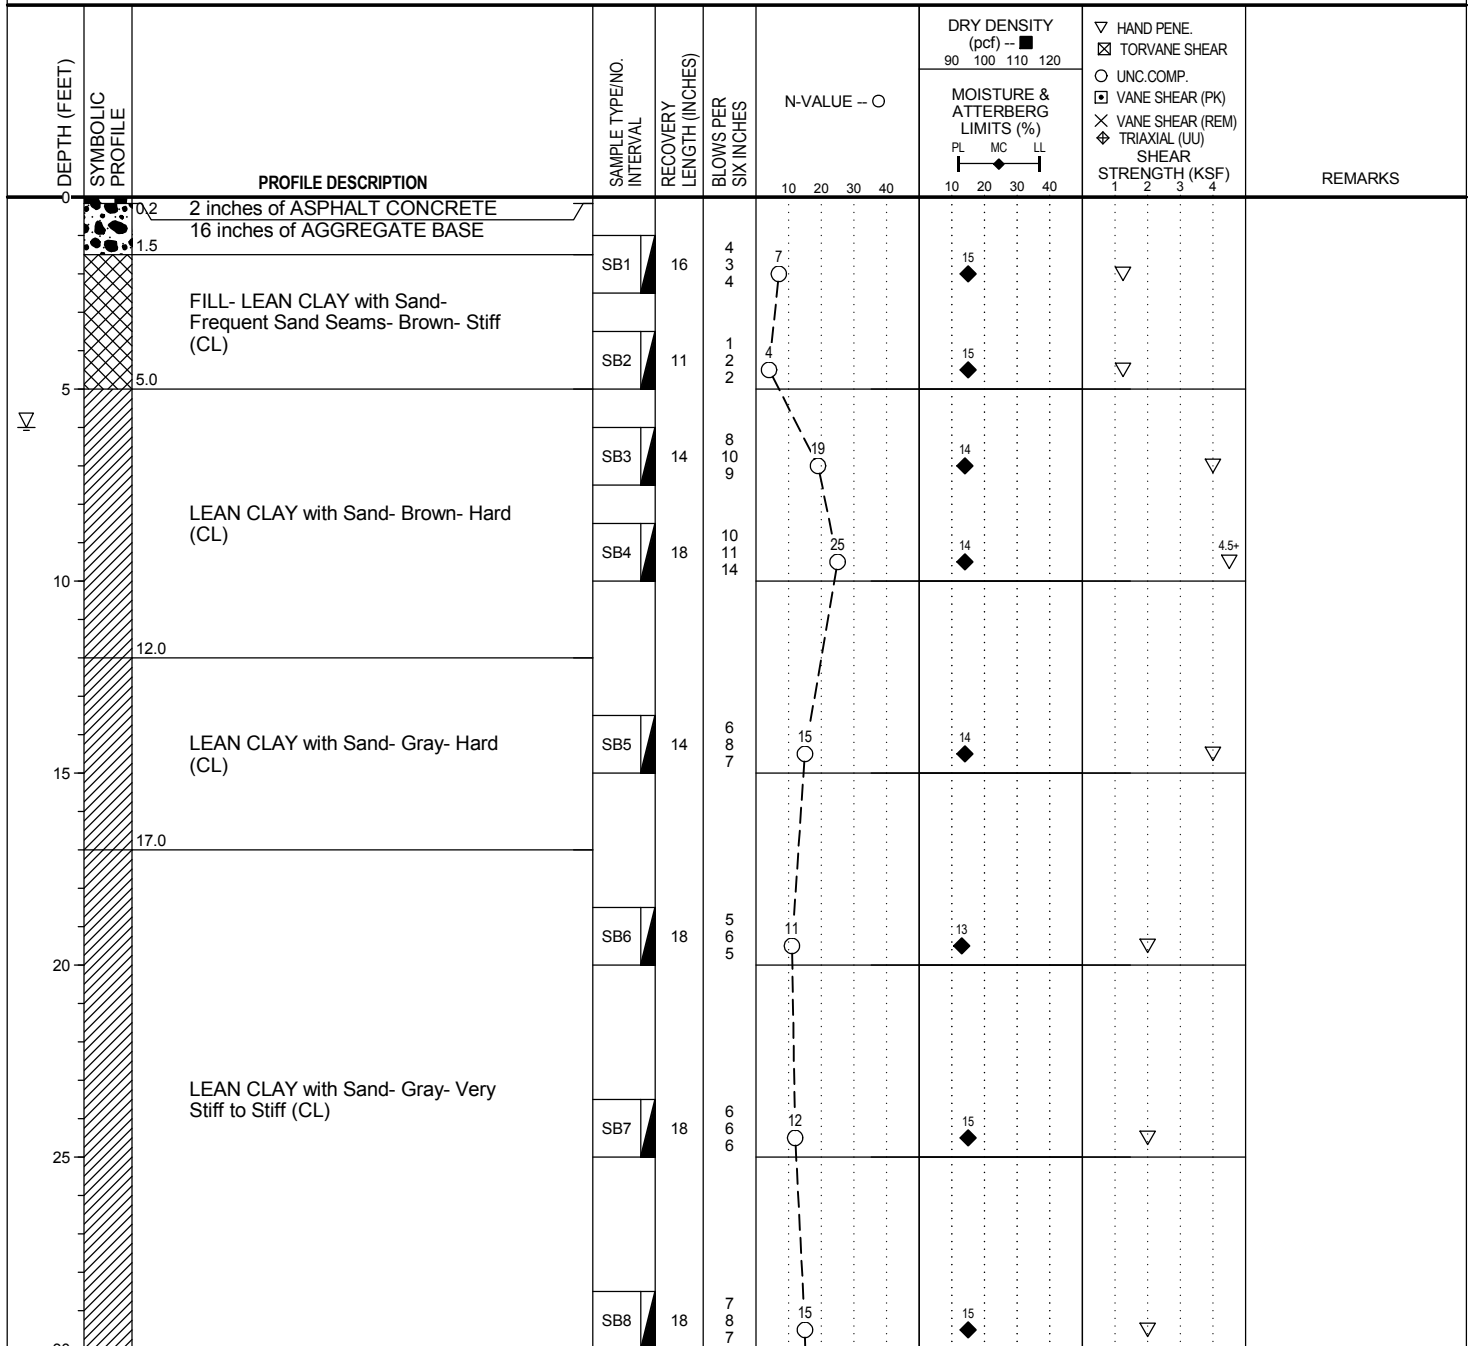 DEPTH (FEET)
SYMBOLIC
PROFILE
PROFILE DESCRIPTION
SAMPLE TYPE/NO.
INTERVAL
RECOVERY
LENGTH (INCHES)
BLOWS PER
SIX INCHES
N-VALUE -- O
10 20 30 40
DRY DENSITY
(pcf) -- ■
90 100 110 120
MOISTURE &
ATTERBERG
LIMITS (%)
PL MC LL
10 20 30 40
HAND PENE.
TORVANE SHEAR
UNC.COMP.
VANE SHEAR (PK)
VANE SHEAR (REM)
TRIAXIAL (UU)
SHEAR
STRENGTH (KSF)
1 2 3 4
REMARKS
0
0.2
2 inches of ASPHALT CONCRETE
16 inches of AGGREGATE BASE
1.5
SB1 16
4
3
4
7
15
FILL- LEAN CLAY with Sand-
Frequent Sand Seams- Brown- Stiff
(CL)
SB2 11
1
2
2
4
15
5.0
5
SB3 14
8
10
9
19
14
LEAN CLAY with Sand- Brown- Hard
(CL)
SB4 18
10
11
14
25
14
4.5+
10
12.0
LEAN CLAY with Sand- Gray- Hard
(CL)
SB5 14
6
8
7
15
14
15
17.0
SB6 18
5
6
5
11
13
20
LEAN CLAY with Sand- Gray- Very
Stiff to Stiff (CL)
SB7 18
6
6
6
12
15
25
SB8 18
7
8
7
15
15